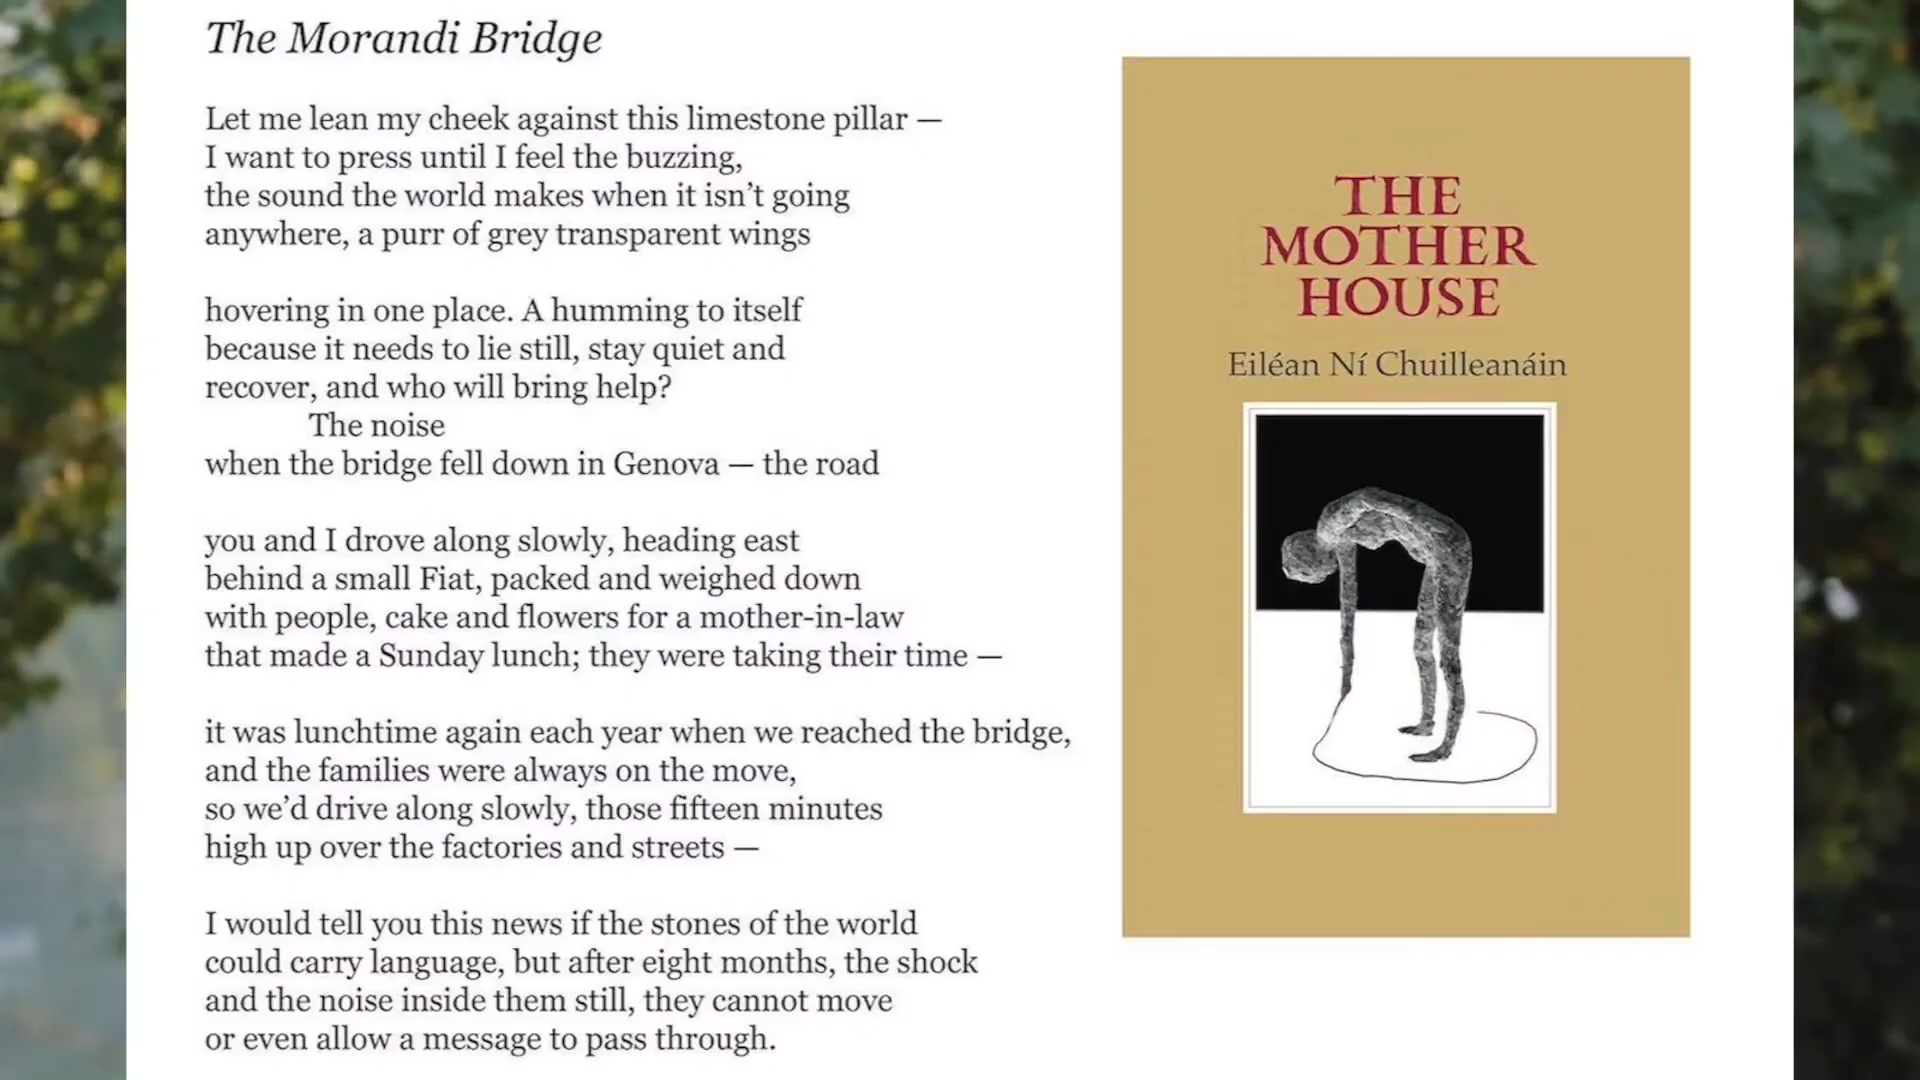 The Morandi Bridge
Let me lean my cheek against this limestone pillar —
I want to press until I feel the buzzing,
the sound the world makes when it isn’t going
anywhere, a purr of grey transparent wings
hovering in one place. A humming to itself
because it needs to lie still, stay quiet and
recover, and who will bring help?
The noise
when the bridge fell down in Genova — the road
you and I drove along slowly, heading east
behind a small Fiat, packed and weighed down
with people, cake and flowers for a mother-in-law
that made a Sunday lunch; they were taking their time —
it was lunchtime again each year when we reached the bridge,
and the families were always on the move,
so we’d drive along slowly, those fifteen minutes
high up over the factories and streets —
I would tell you this news if the stones of the world
could carry language, but after eight months, the shock
and the noise inside them still, they cannot move
or even allow a message to pass through.
THE
MOTHER
HOUSE
Eiléan Ní Chuilleanáin